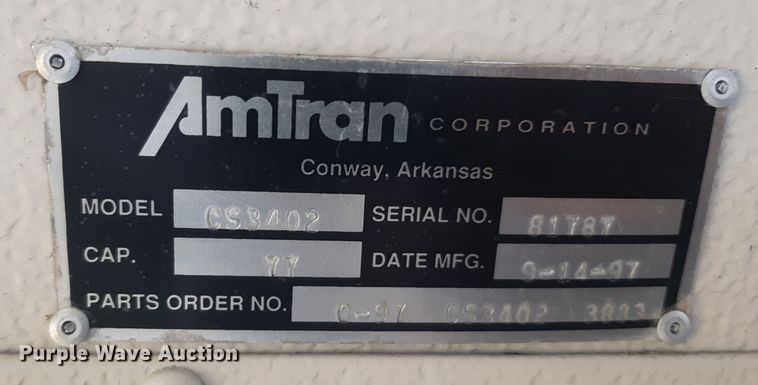 AmTran CORPORATION
Conway, Arkansas
MODEL CS3402 SERIAL NO. 81787
CAP. 77 DATE MFG. 9-14-97
PARTS ORDER NO. C-97 CS3402 3833
Purple Wave Auction